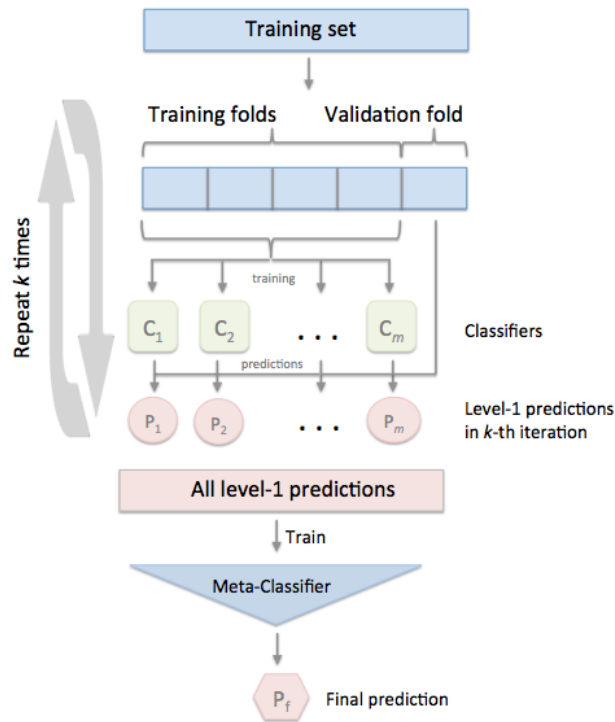 Training set
Training folds
Validation fold
Repeat k times
training
C1
C2
. . .
Cm
Classifiers
predictions
P1
P2
. . .
Pm
Level-1 predictions
in k-th iteration
All level-1 predictions
Train
Meta-Classifier
Pf
Final prediction